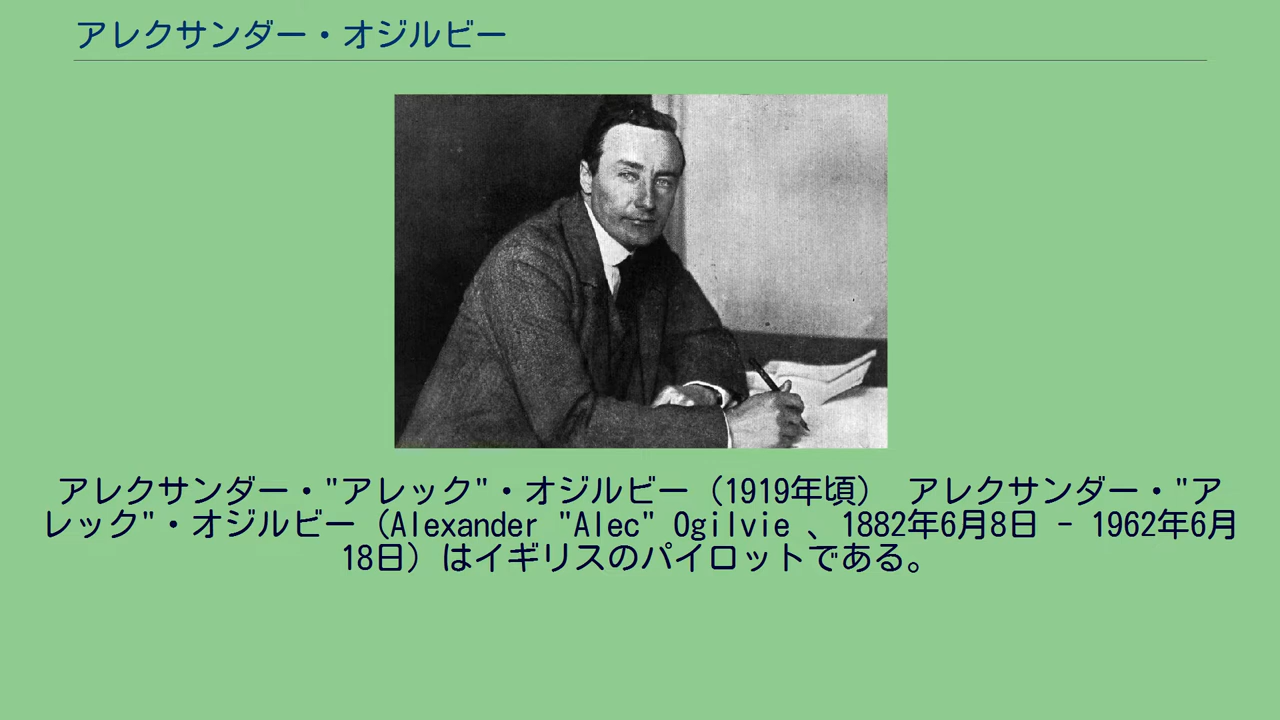 アレクサンダー・オジルビー
アレクサンダー・"アレック"・オジルビー（1919年頃） アレクサンダー・"ア
レック"・オジルビー（Alexander "Alec" Ogilvie 、1882年6月8日 - 1962年6月
18日）はイギリスのパイロットである。